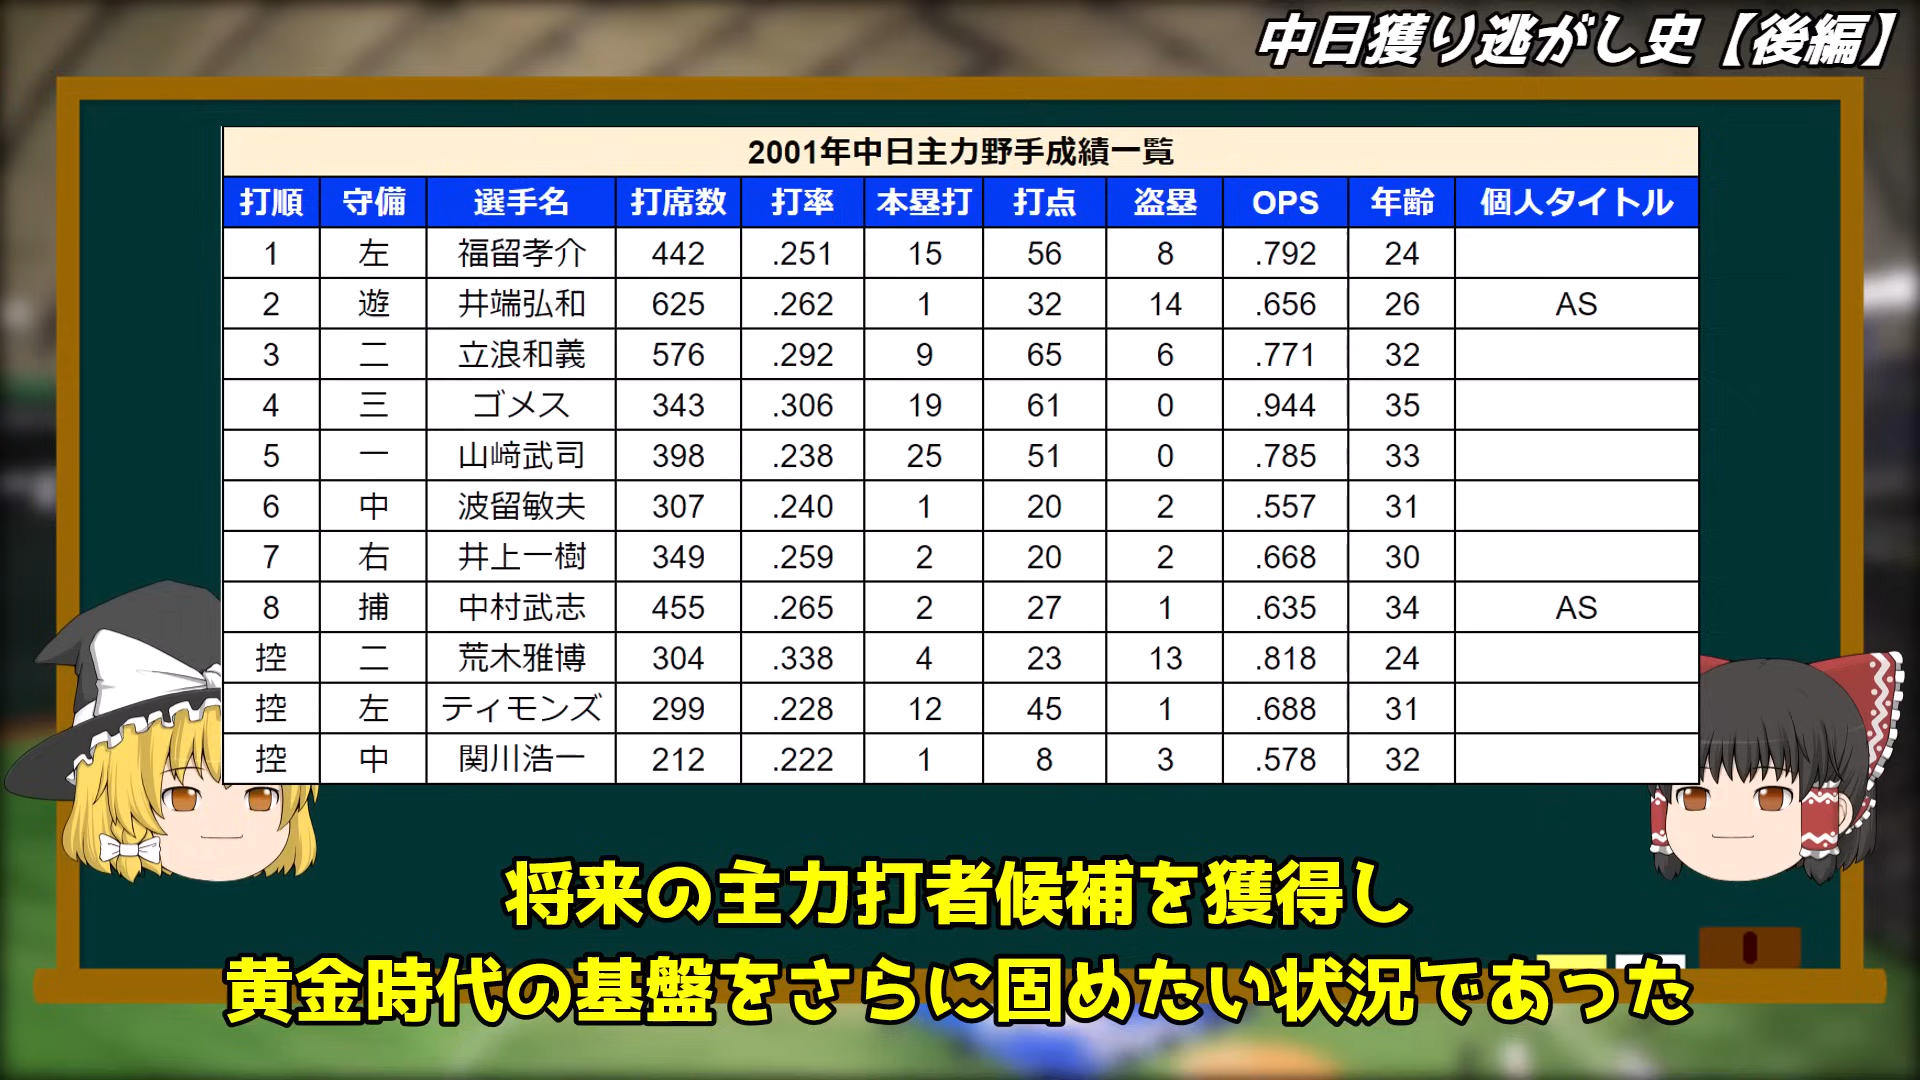 中日獲り逃がし史【後編】
2001年中日主力野手成績一覧
打順 守備 選手名 打席数 打率 本塁打 打点 盗塁 OPS 年齢 個人タイトル
1 左 福留孝介 442 .251 15 56 8 .792 24
2 遊 井端弘和 625 .262 1 32 14 .656 26 AS
3 二 立浪和義 576 .292 9 65 6 .771 32
4 三 ゴメス 343 .306 19 61 0 .944 35
5 一 山﨑武司 398 .238 25 51 0 .785 33
6 中 波留敏夫 307 .240 1 20 2 .557 31
7 右 井上一樹 349 .259 2 20 2 .668 30
8 捕 中村武志 455 .265 2 27 1 .635 34 AS
控 二 荒木雅博 304 .338 4 23 13 .818 24
控 左 ティモンズ 299 .228 12 45 1 .688 31
控 中 関川浩一 212 .222 1 8 3 .578 32
将来の主力打者候補を獲得し
黄金時代の基盤をさらに固めたい状況であった